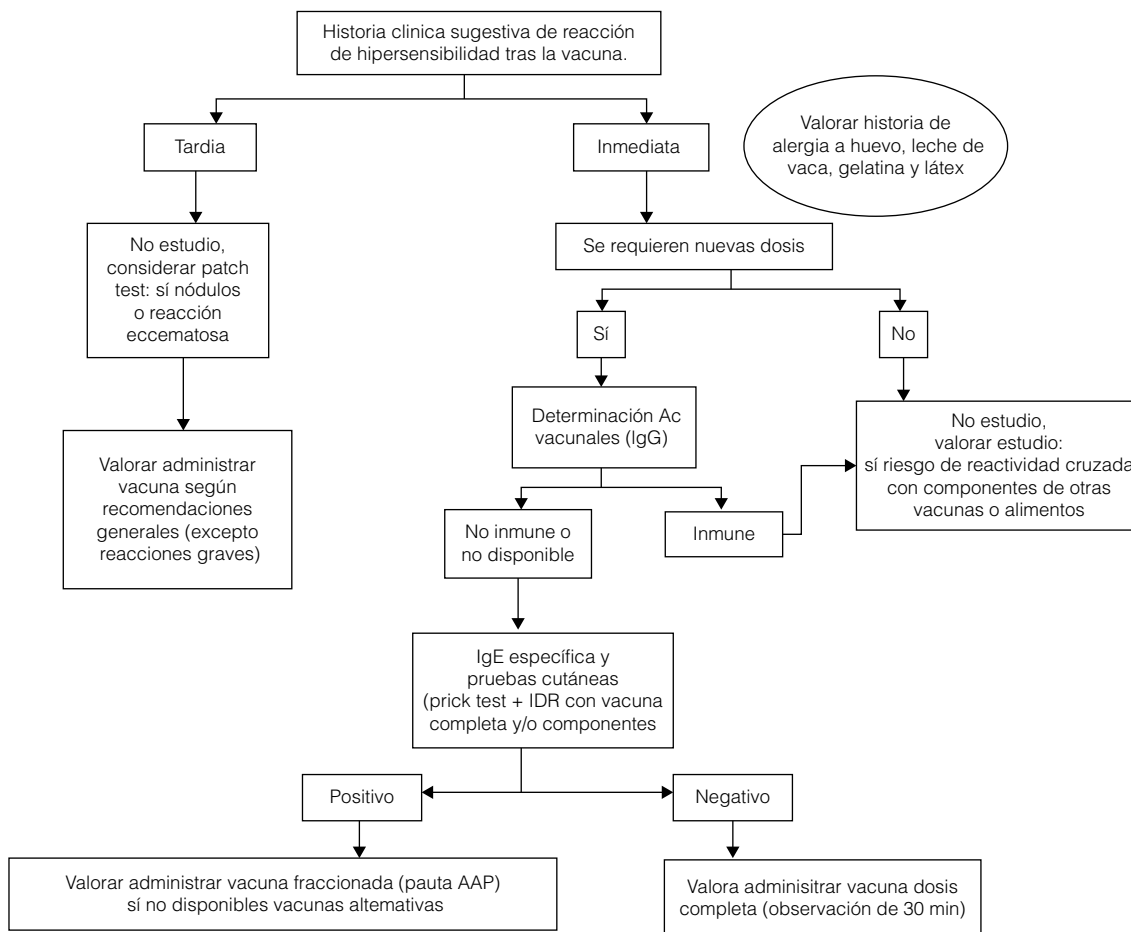 Historia clinica sugestiva de reacción
de hipersensibilidad tras la vacuna.
Tardia
Inmediata
Valorar historia de
alergia a huevo, leche de
vaca, gelatina y látex
No estudio,
considerar patch
test: sí nódulos
o reacción
eccematosa
Se requieren nuevas dosis
Sí
No
Determinación Ac
vacunales (IgG)
No estudio,
valorar estudio:
sí riesgo de reactividad cruzada
con componentes de otras
vacunas o alimentos
Valorar administrar
vacuna según
recomendaciones
generales (excepto
reacciones graves)
No inmune o
no disponible
Inmune
IgE específica y
pruebas cutáneas
(prick test + IDR con vacuna
completa y/o componentes
Positivo
Negativo
Valorar administrar vacuna fraccionada (pauta AAP)
sí no disponibles vacunas altemativas
Valora adminisitrar vacuna dosis
completa (observación de 30 min)